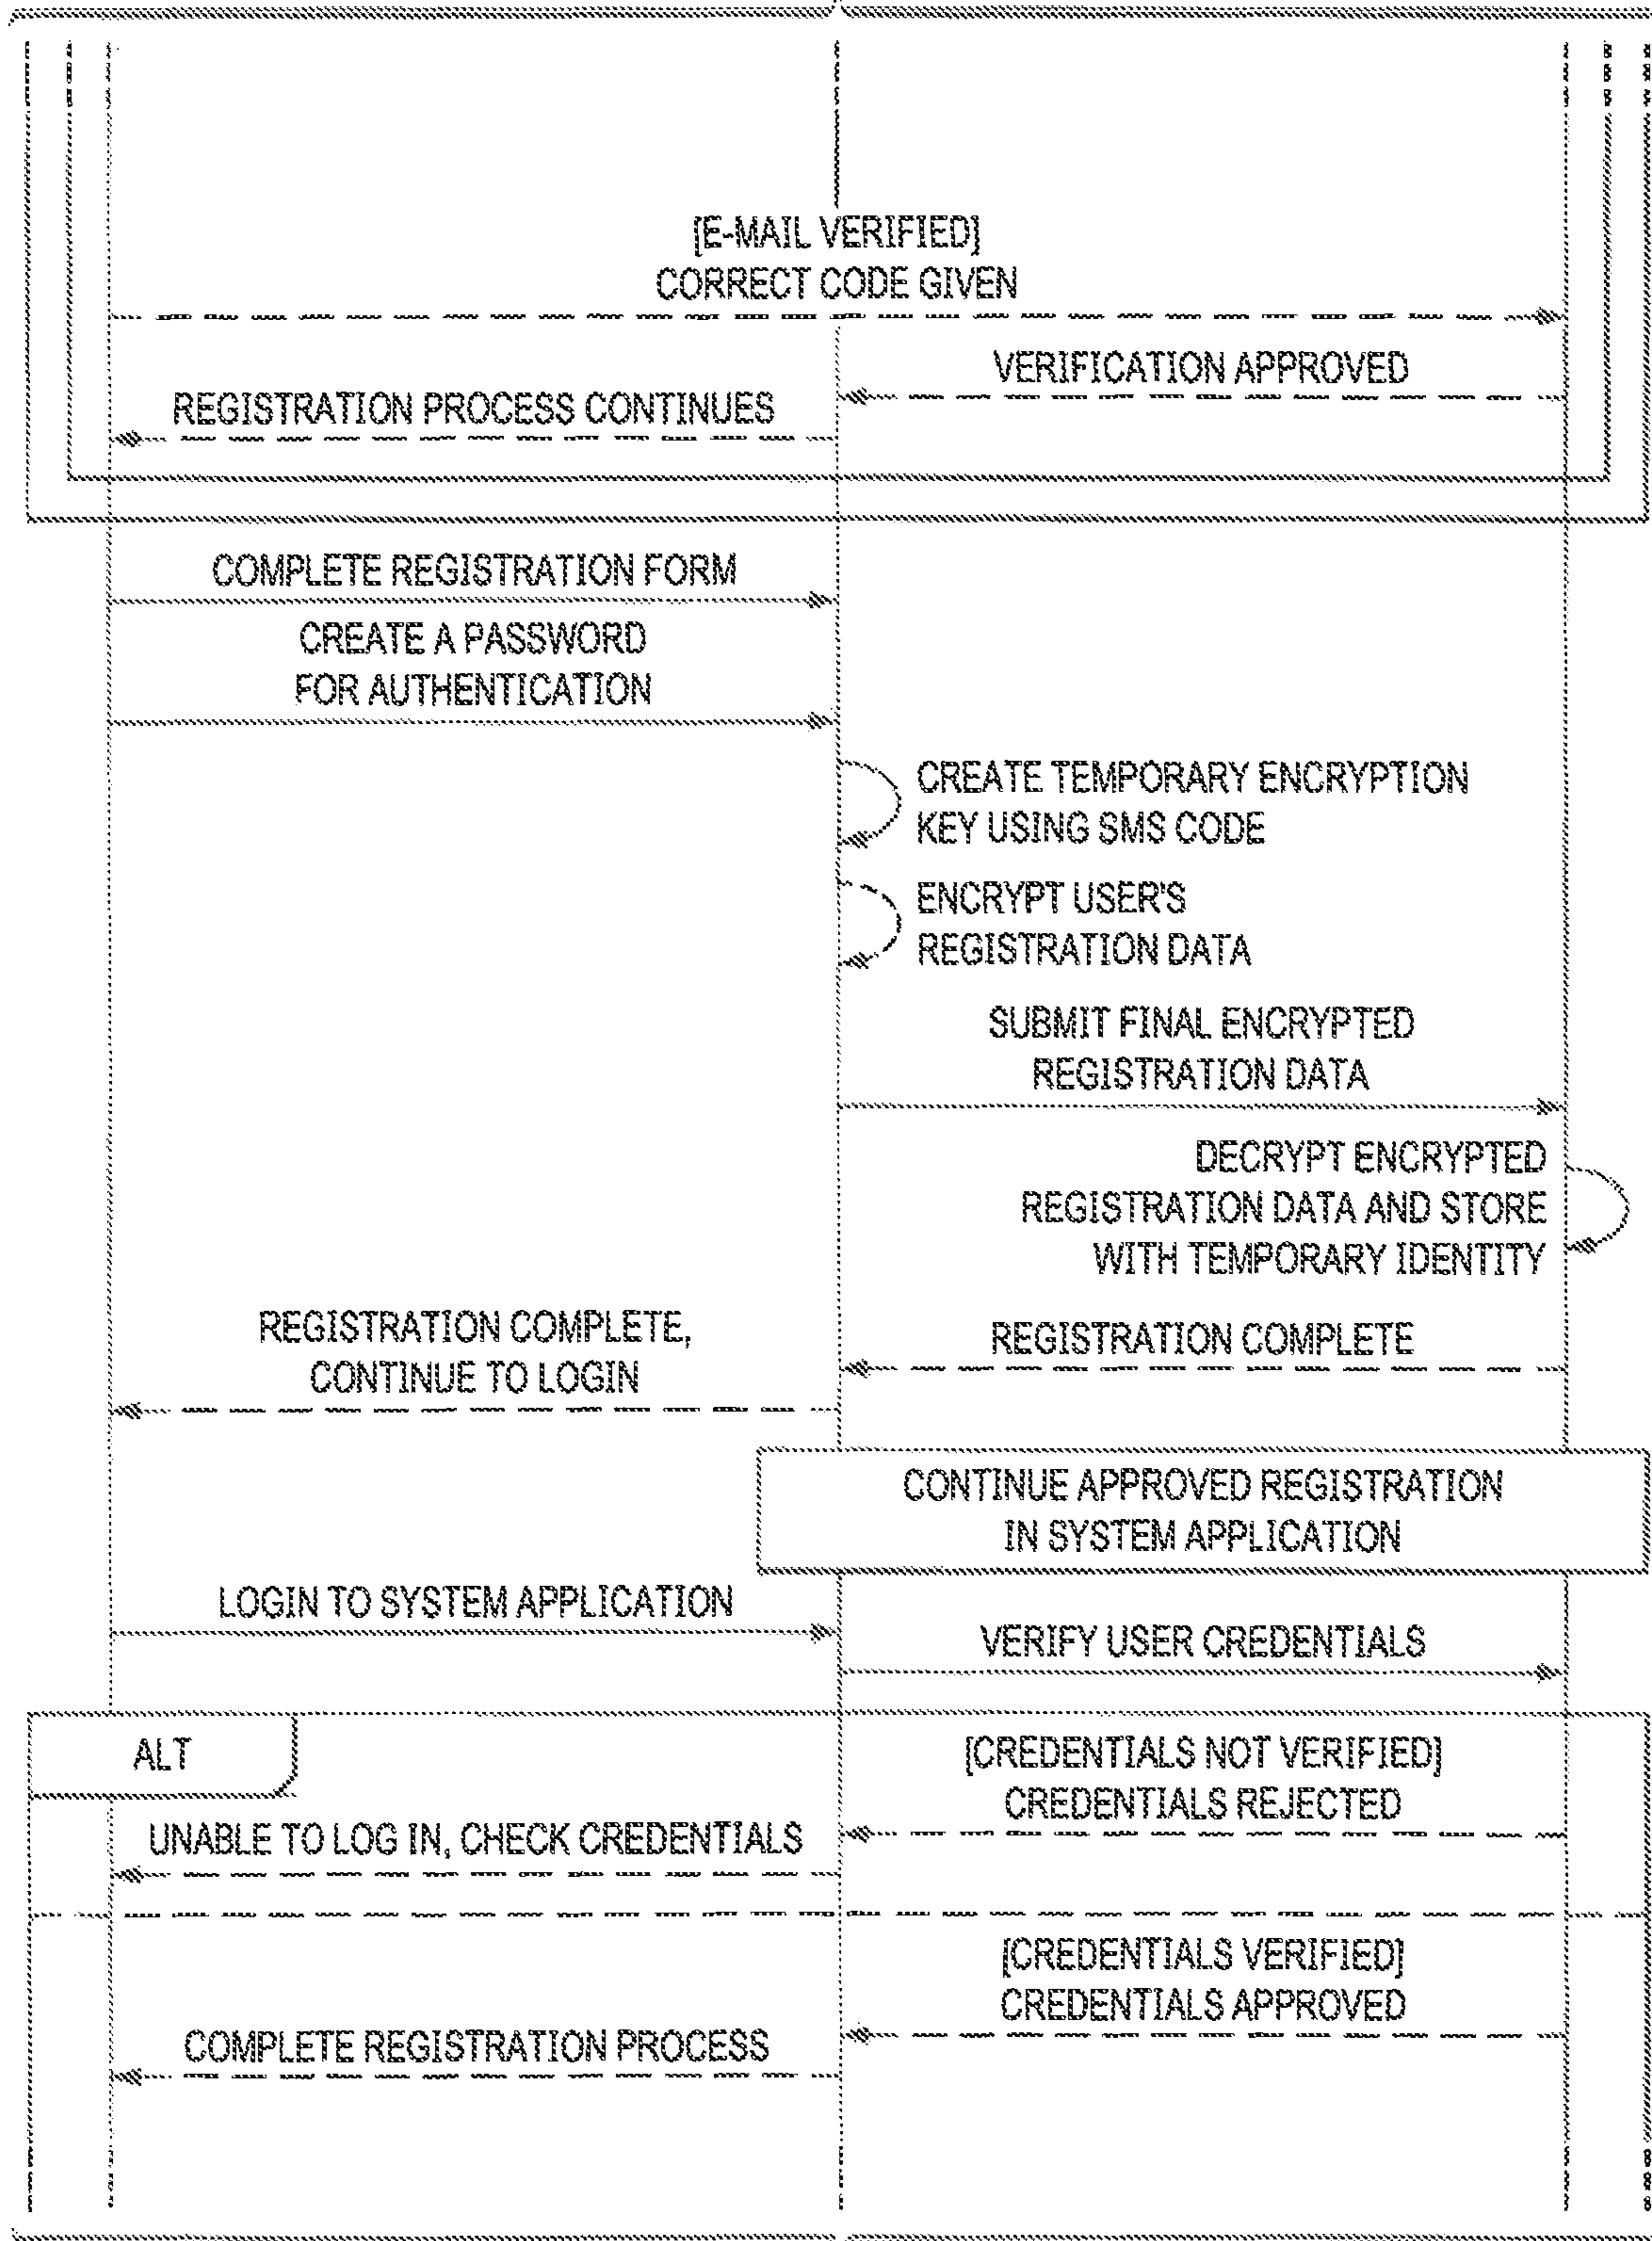 [E-MAIL VERIFIED]
CORRECT CODE GIVEN
VERIFICATION APPROVED
REGISTRATION PROCESS CONTINUES
COMPLETE REGISTRATION FORM
CREATE A PASSWORD
FOR AUTHENTICATION
CREATE TEMPORARY ENCRYPTION
KEY USING SMS CODE
ENCRYPT USER'S
REGISTRATION DATA
SUBMIT FINAL ENCRYPTED
REGISTRATION DATA
DECRYPT ENCRYPTED
REGISTRATION DATA AND STORE
WITH TEMPORARY IDENTITY
REGISTRATION COMPLETE
REGISTRATION COMPLETE,
CONTINUE TO LOGIN
CONTINUE APPROVED REGISTRATION
IN SYSTEM APPLICATION
LOGIN TO SYSTEM APPLICATION
VERIFY USER CREDENTIALS
ALT
[CREDENTIALS NOT VERIFIED]
CREDENTIALS REJECTED
UNABLE TO LOG IN, CHECK CREDENTIALS
[CREDENTIALS VERIFIED]
CREDENTIALS APPROVED
COMPLETE REGISTRATION PROCESS